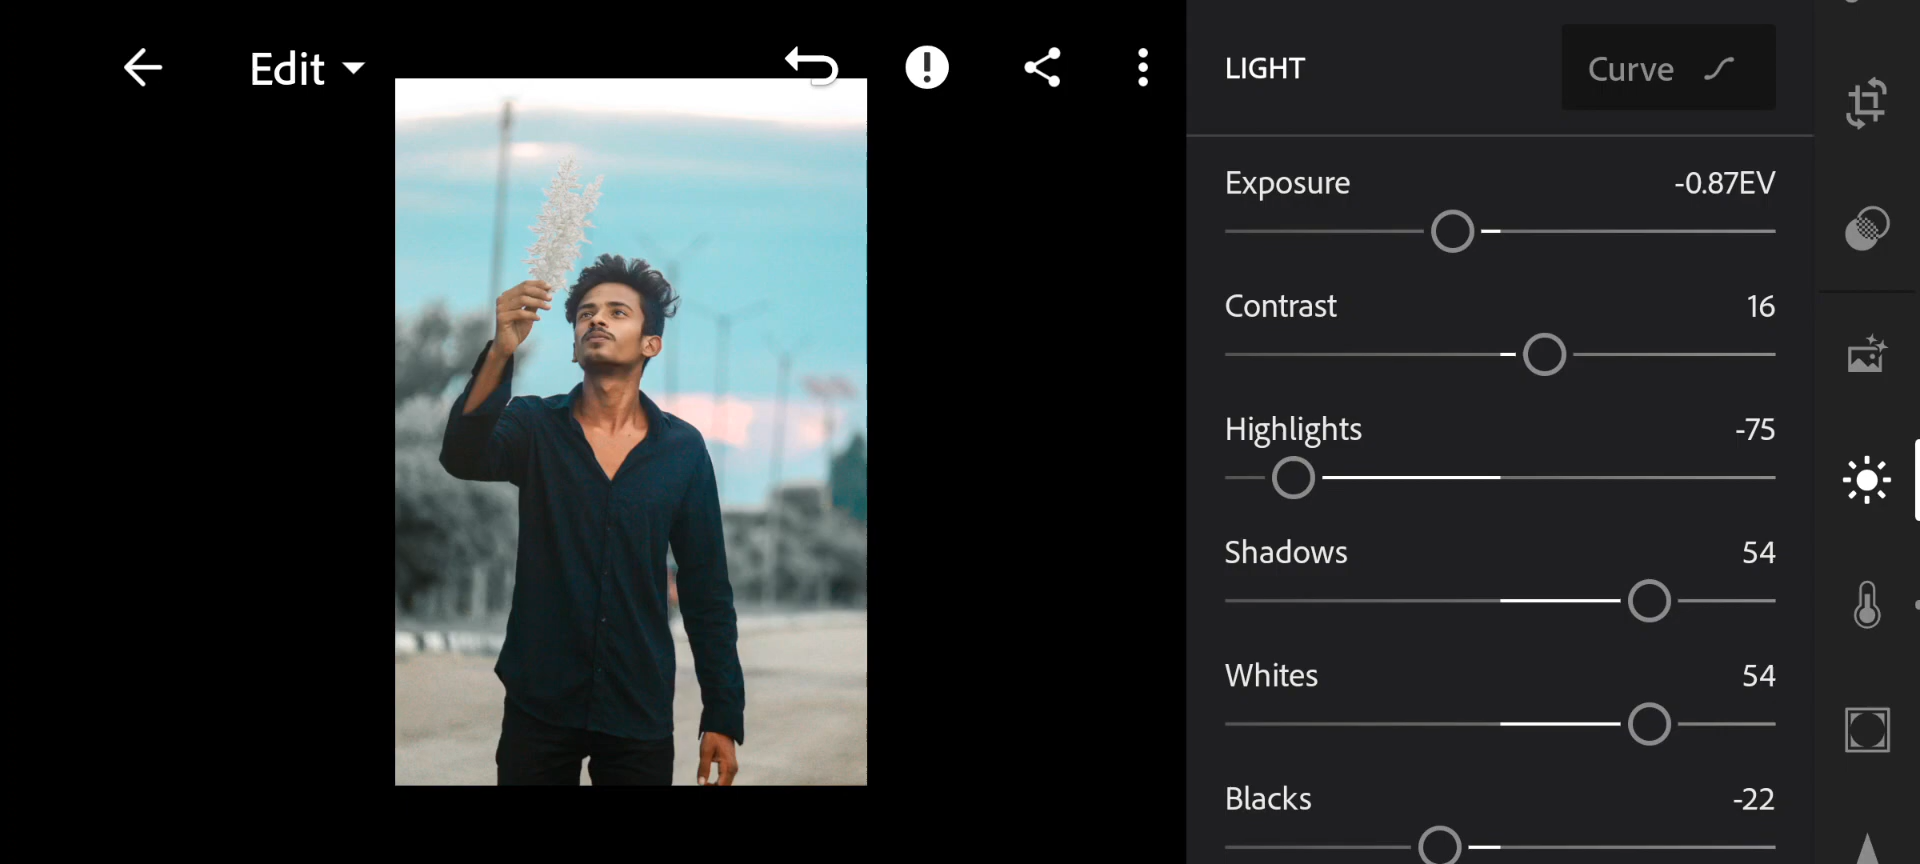 Edit
LIGHT
Curve
Exposure -0.87EV
Contrast 16
Highlights -75
Shadows 54
Whites 54
Blacks -22